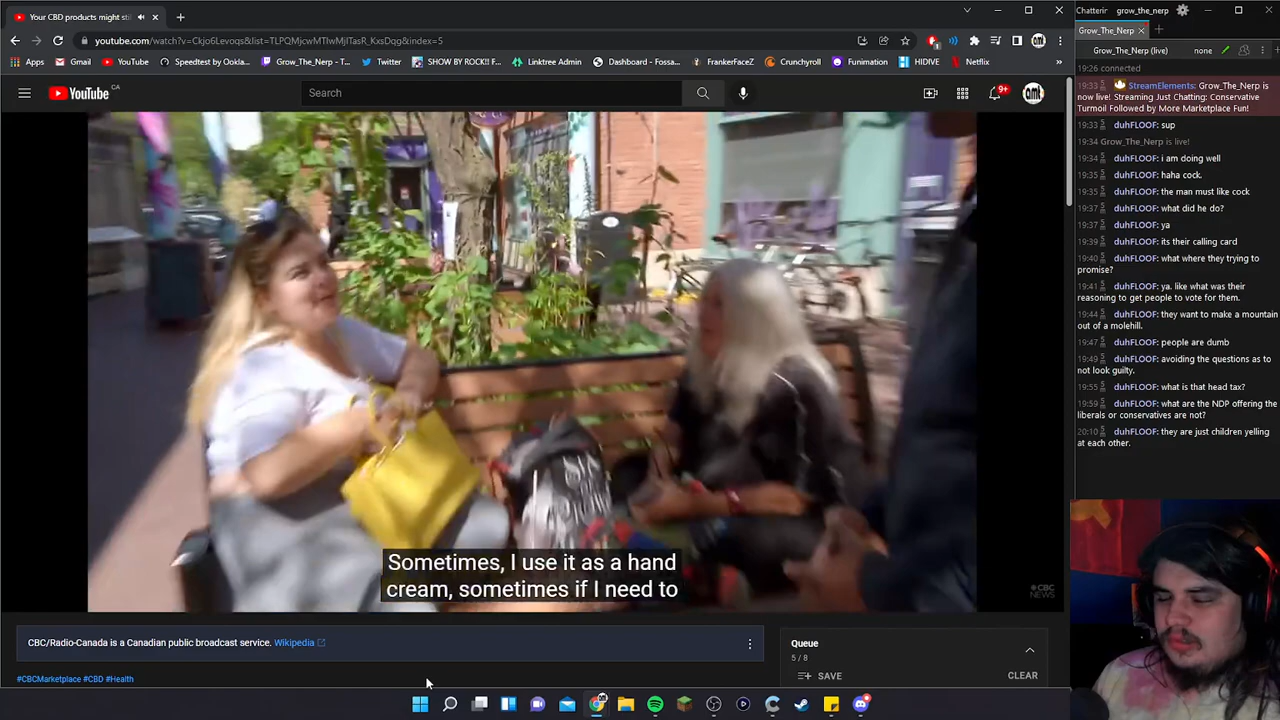 Your CBD products might stil
youtube.com/watch?v=Ckjo6Levoqs&list=TLPQMjcwMTIwMjITasR_KxsDqg&index=5
Apps
Gmail
YouTube
Speedtest by Ookla...
Grow_The_Nerp - T...
Twitter
SHOW BY ROCK!! F...
Linktree Admin
Dashboard - Fossa...
FrankerFaceZ
Crunchyroll
Funimation
HIDIVE
Netflix
YouTube CA
Search
9+
amt
Sometimes, I use it as a hand
cream, sometimes if I need to
CBC
NEWS
CBC/Radio-Canada is a Canadian public broadcast service. Wikipedia
#CBCMarketplace #CBD #Health
Queue
5 / 8
SAVE
CLEAR
Chatterir
grow_the_nerp
Grow_The_Nerp
Grow_The_Nerp (live)
none
19:26 connected
19:33 StreamElements: Grow_The_Nerp is
now live! Streaming Just Chatting: Conservative
Turmoil Followed by More Marketplace Fun!
19:33 duhFLOOF: sup
19:34 Grow_The_Nerp is live!
19:34 duhFLOOF: i am doing well
19:35 duhFLOOF: haha cock.
19:35 duhFLOOF: the man must like cock
19:37 duhFLOOF: what did he do?
19:37 duhFLOOF: ya
19:39 duhFLOOF: its their calling card
19:40 duhFLOOF: what where they trying to
promise?
19:41 duhFLOOF: ya. like what was their
reasoning to get people to vote for them.
19:44 duhFLOOF: they want to make a mountain
out of a molehill.
19:47 duhFLOOF: people are dumb
19:49 duhFLOOF: avoiding the questions as to
not look guilty.
19:55 duhFLOOF: what is that head tax?
19:59 duhFLOOF: what are the NDP offering the
liberals or conservatives are not?
20:10 duhFLOOF: they are just children yelling
at each other.